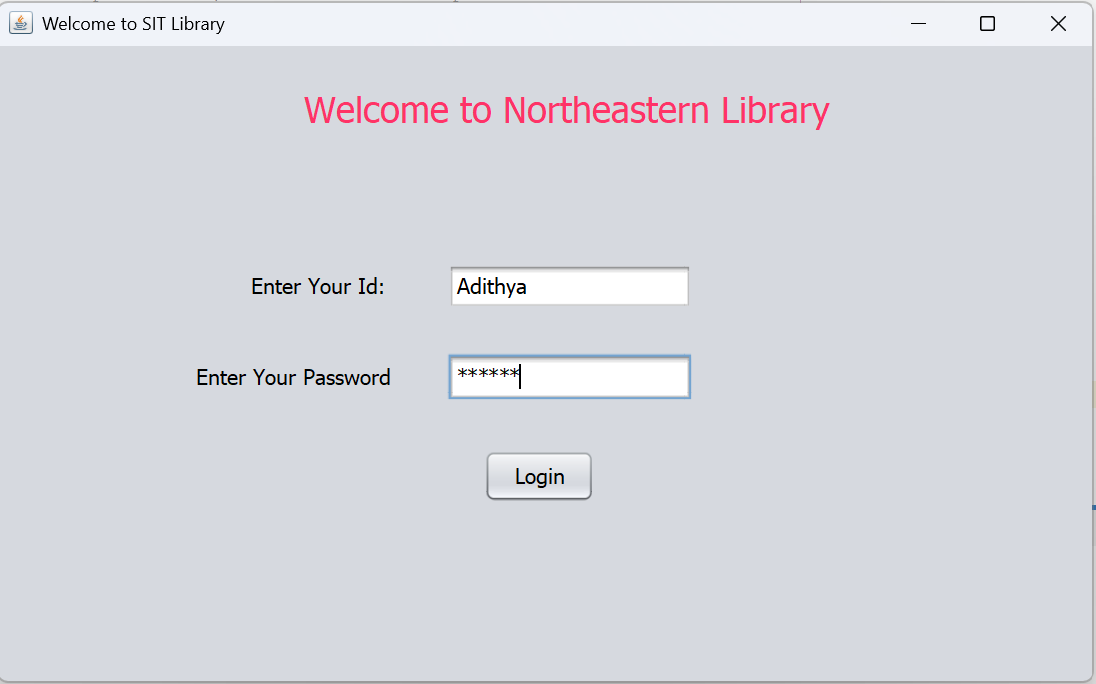 Welcome to SIT Library
Welcome to Northeastern Library
Enter Your Id:
Adithya
Enter Your Password
******
Login